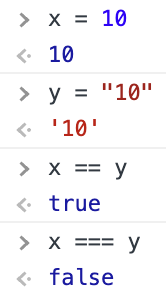 > x = 10
<· 10
> y = "10"
<· '10'
> x == y
<· true
> x === y
<· false